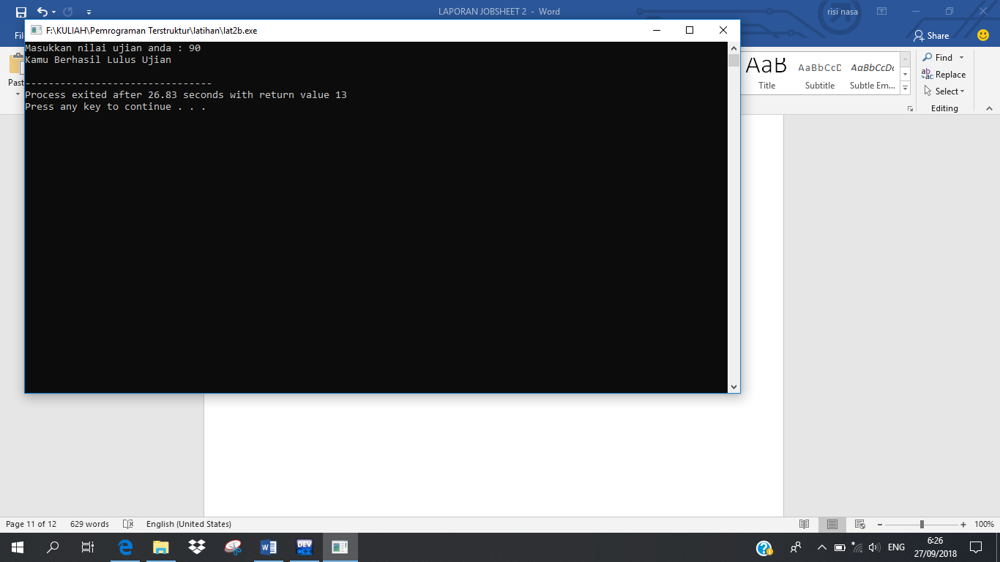 LAPORAN JOBSHEET 2 - Word
risi nasa
F:\KULIAH\Pemrograman Terstruktur\latihan\lat2b.exe
Share
Masukkan nilai ujian anda : 90
Kamu Berhasil Lulus Ujian
--------------------------------
Process exited after 26.83 seconds with return value 13
Press any key to continue . . .
AaB AaBbCcD AaBbCcDc
Title Subtitle Subtle Em...
Find
Replace
Select
Editing
Past
Page 11 of 12 629 words English (United States) 100%
DEV
ENG
6:26
27/09/2018